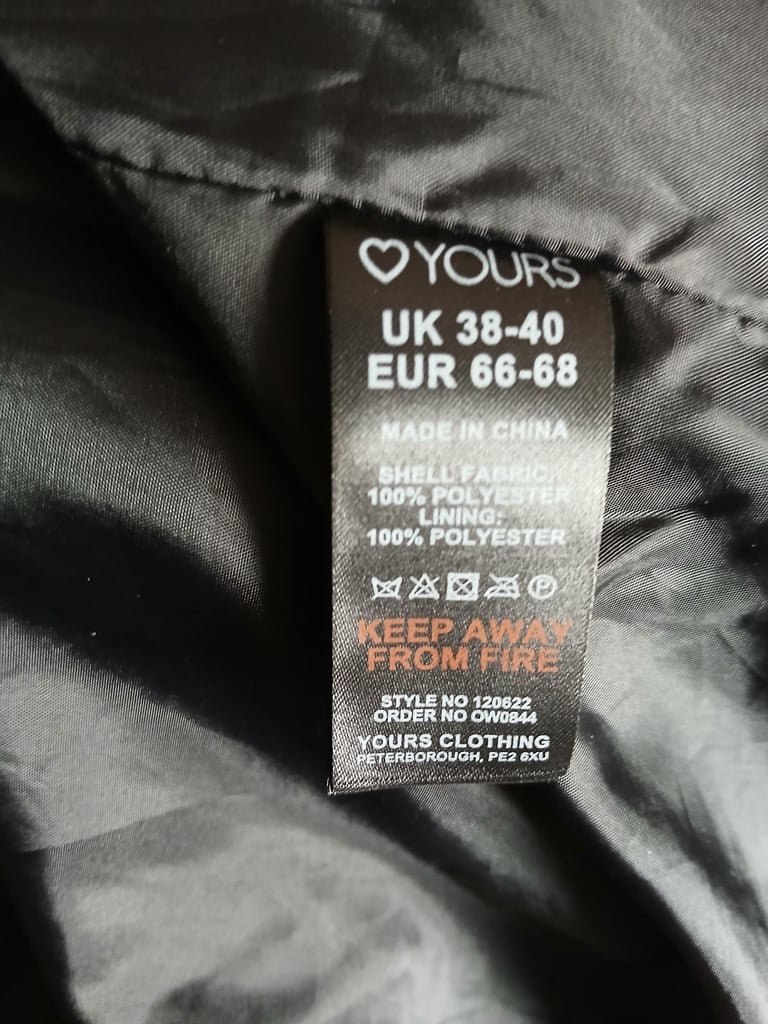 YOURS
UK 38-40
EUR 66-68
MADE IN CHINA
SHELL FABRIC:
100% POLYESTER
LINING:
100% POLYESTER
P
KEEP AWAY
FROM FIRE
STYLE NO 120622
ORDER NO OW0844
YOURS CLOTHING
PETERBOROUGH, PE2 6XU